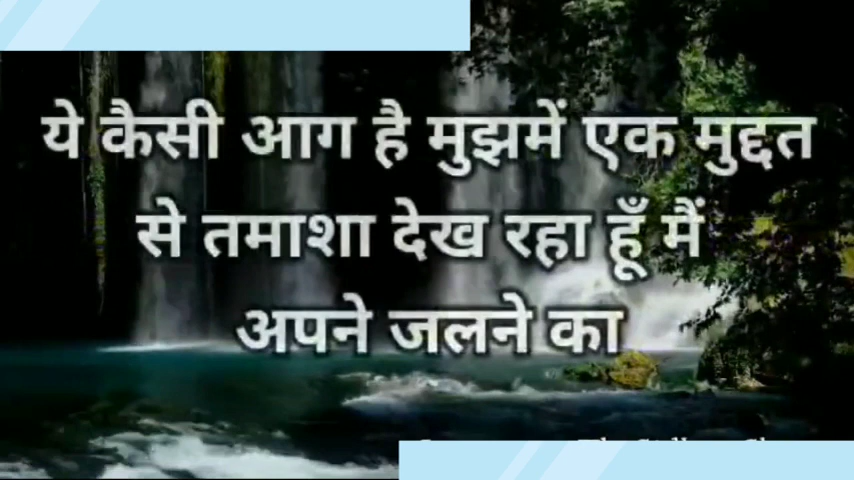 ये कैसी आग है मुझमें एक मुद्दत
से तमाशा देख रहा हूँ मैं
अपने जलने का